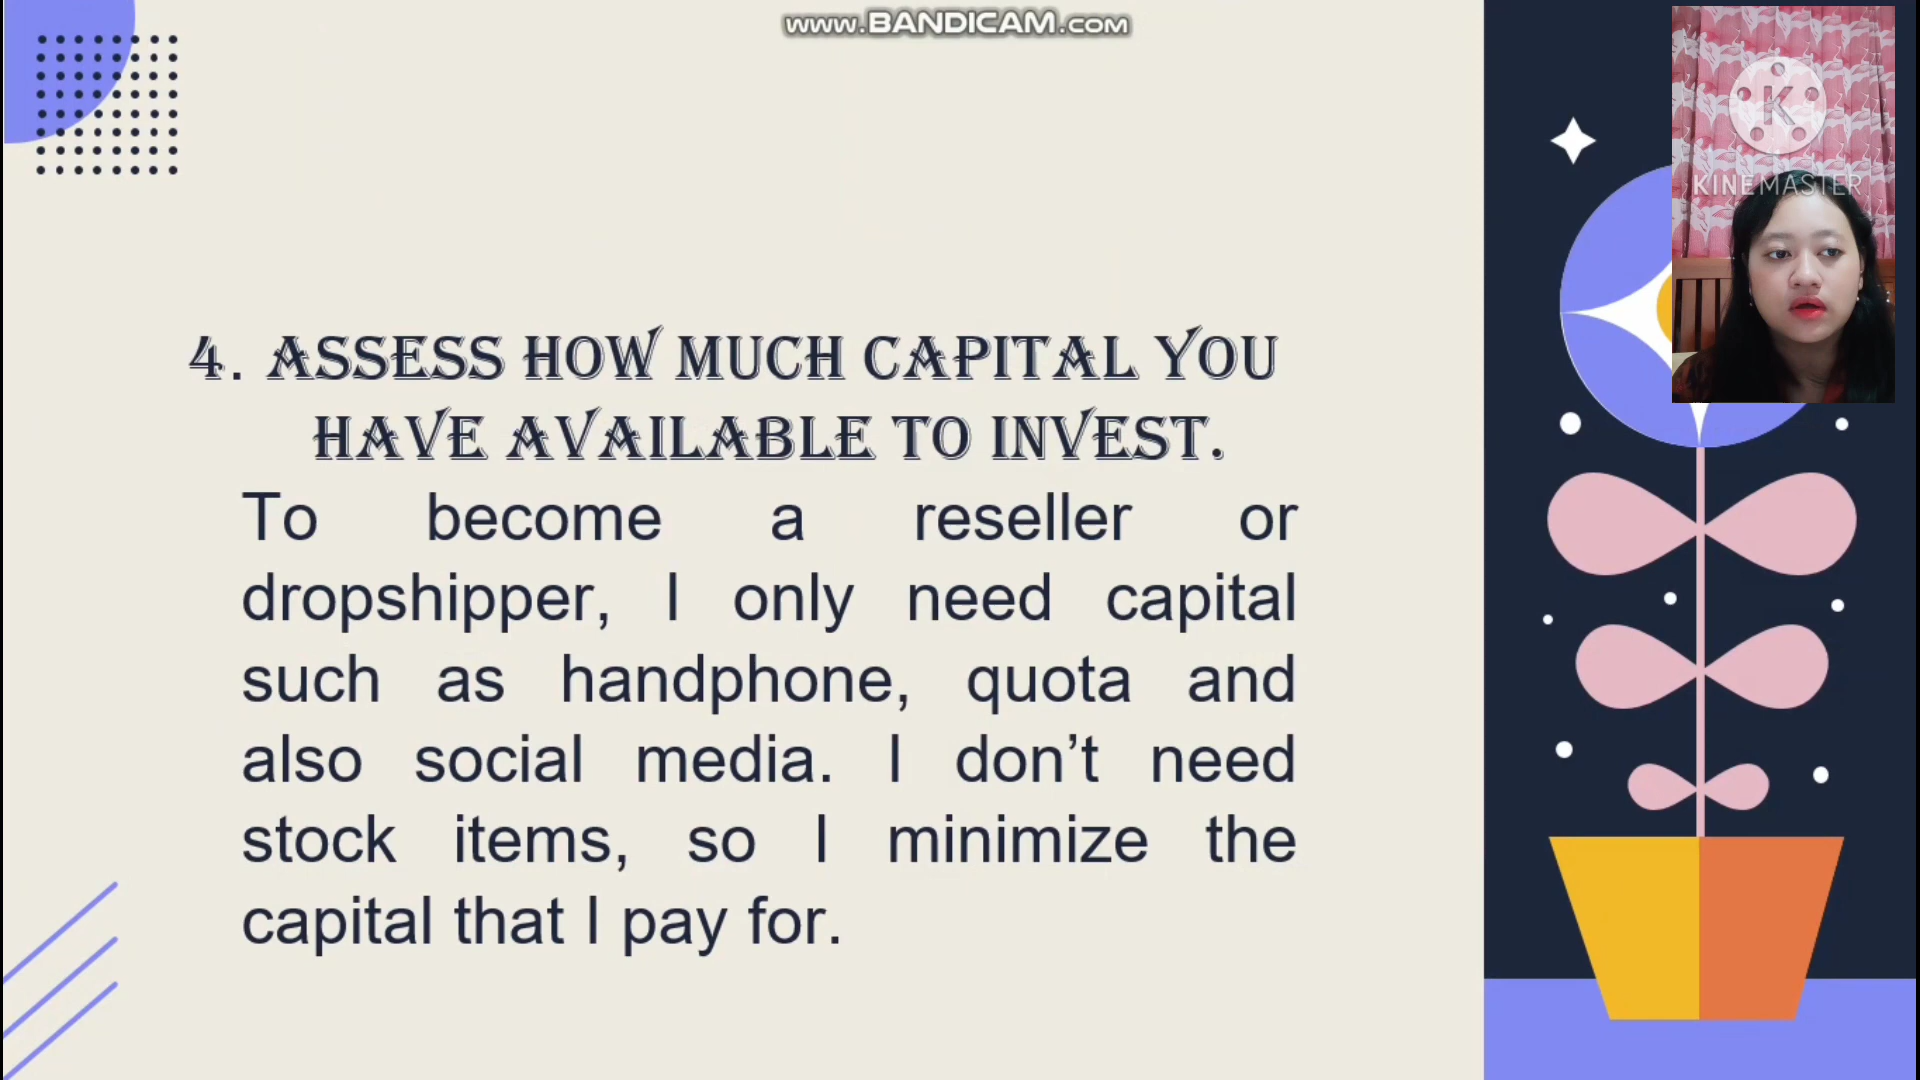 www.BANDICAM.com
K
KINEMASTER
4. ASSESS HOW MUCH CAPITAL YOU
HAVE AVAILABLE TO INVEST.
To become a reseller or
dropshipper, I only need capital
such as handphone, quota and
also social media. I don’t need
stock items, so I minimize the
capital that I pay for.